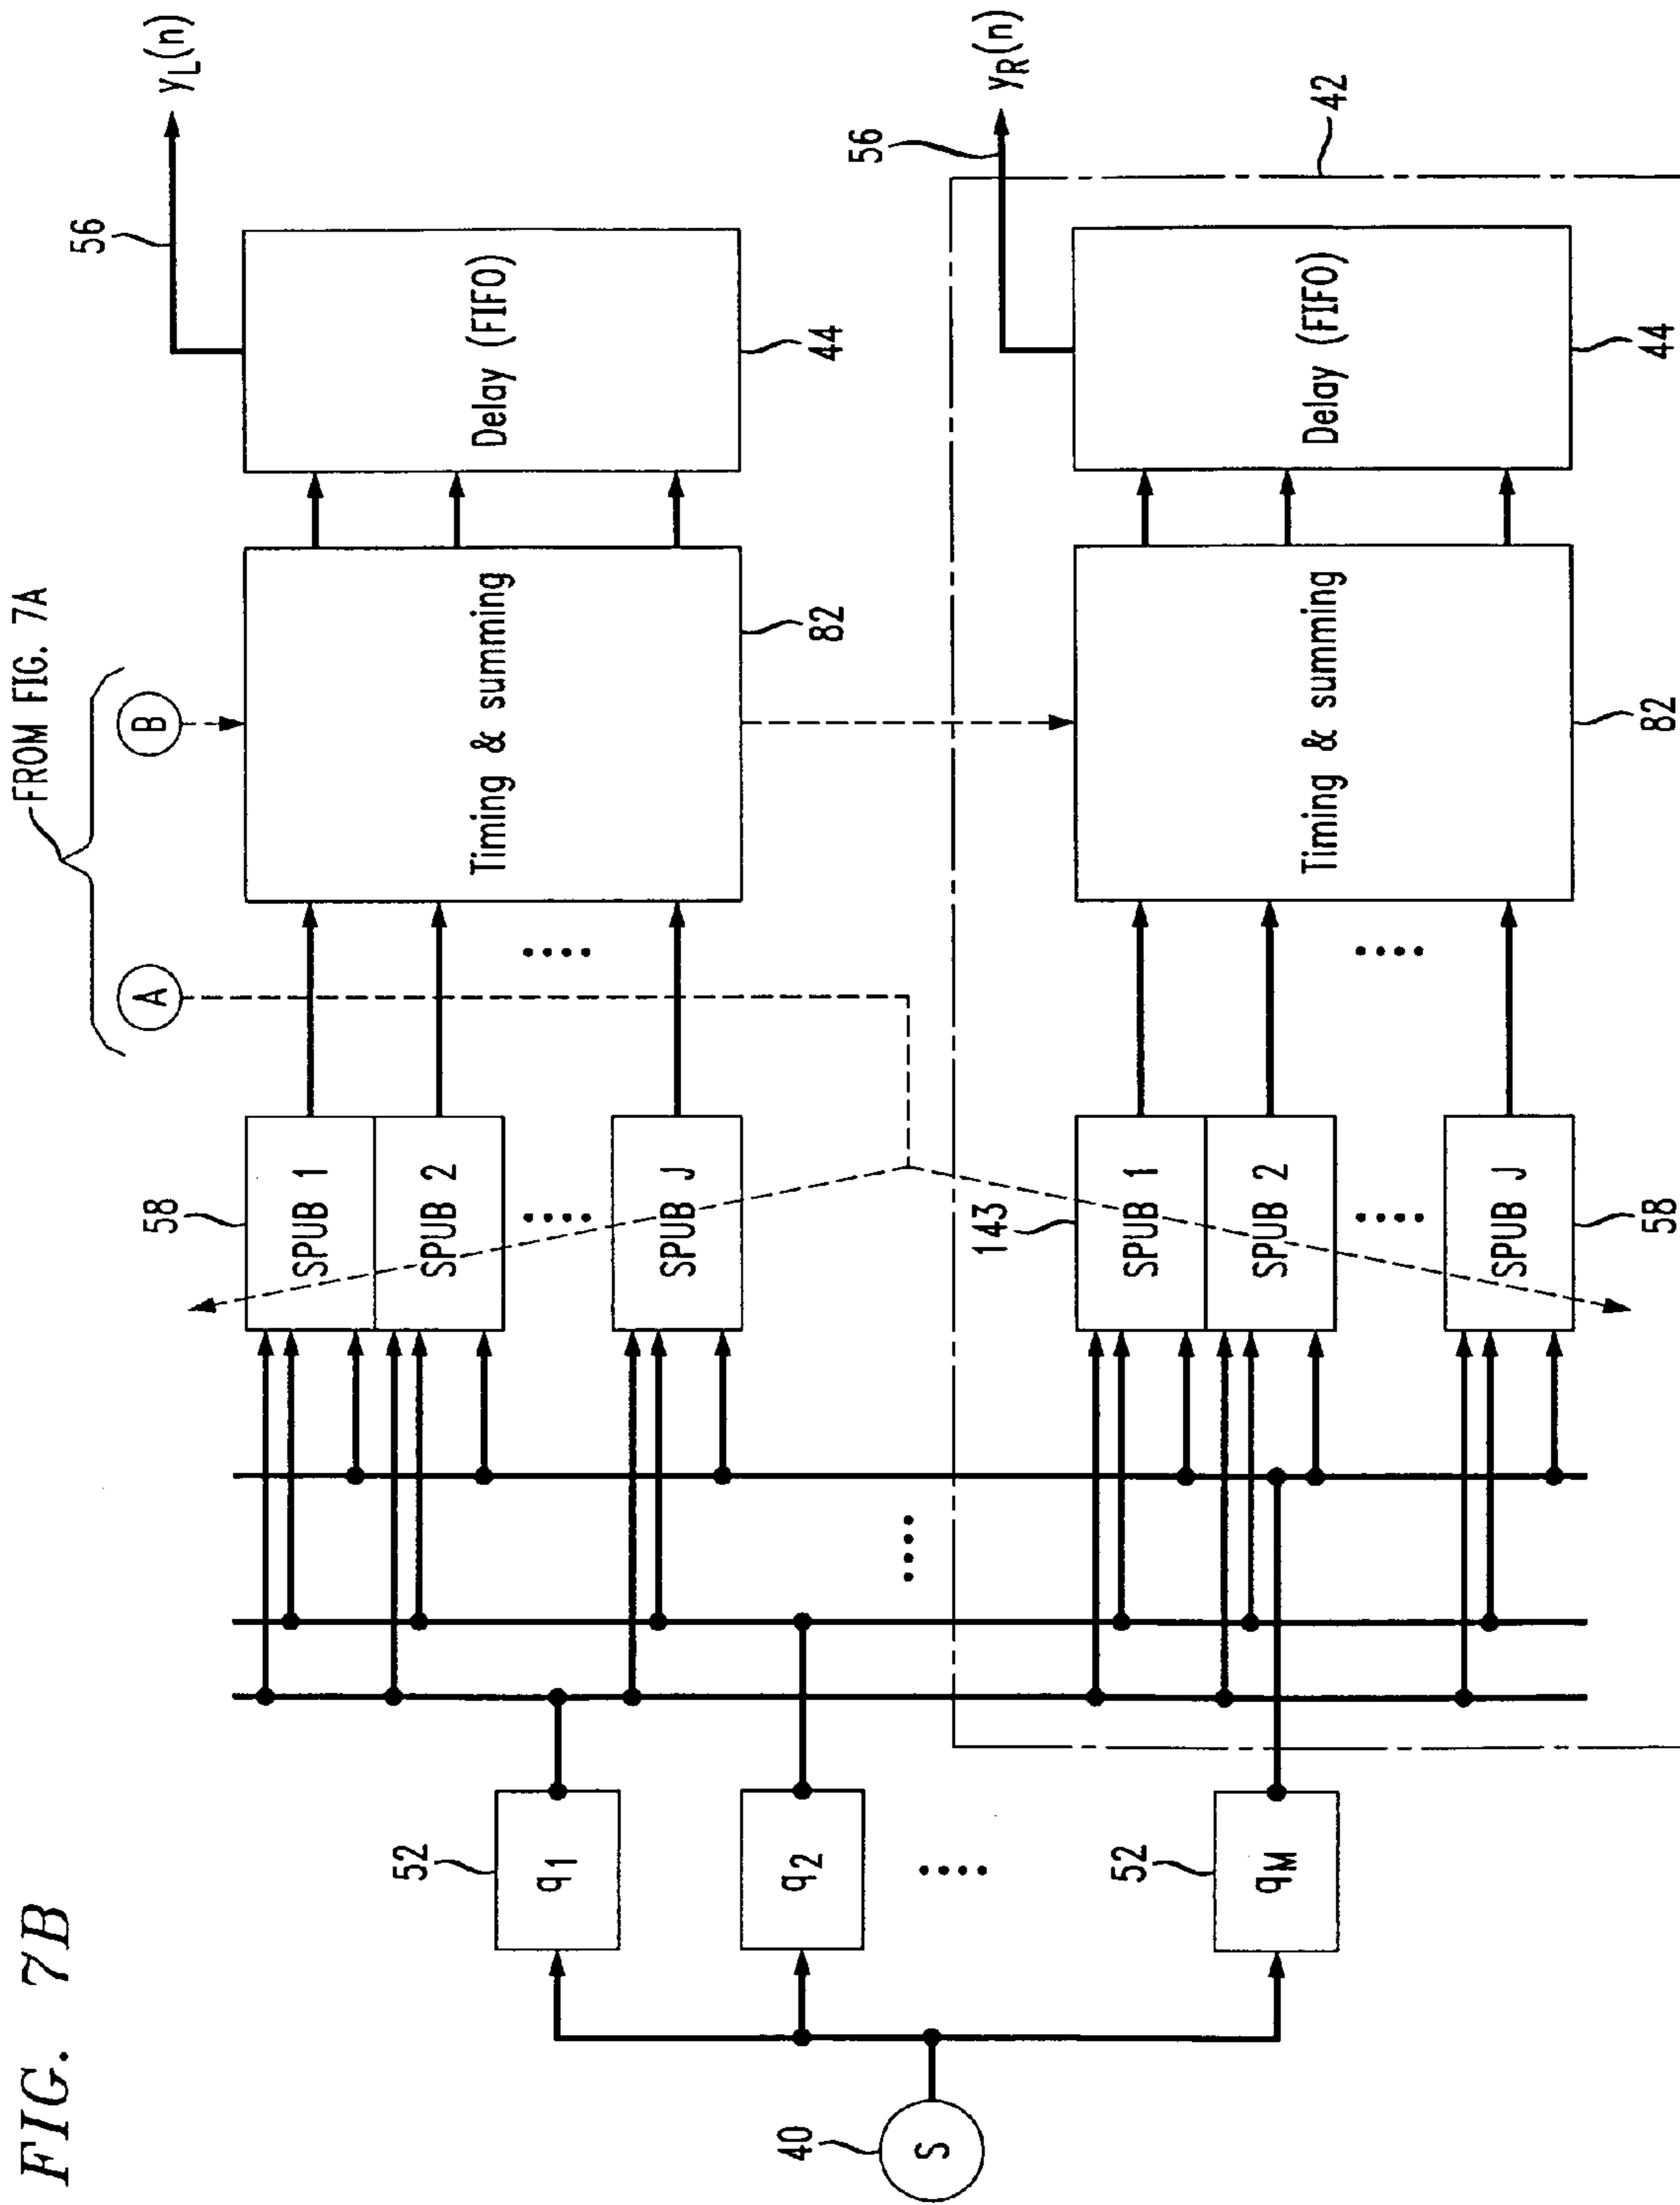 FIG. 7B
FROM FIG. 7A
A
B
40
S
52
q1
q2
52
qM
58
SPUB 1
SPUB 2
SPUB J
Timing & summing
82
Delay (FIFO)
44
56
yL(n)
143
SPUB 1
SPUB 2
SPUB J
58
Timing & summing
82
Delay (FIFO)
44
56
yR(n)
42